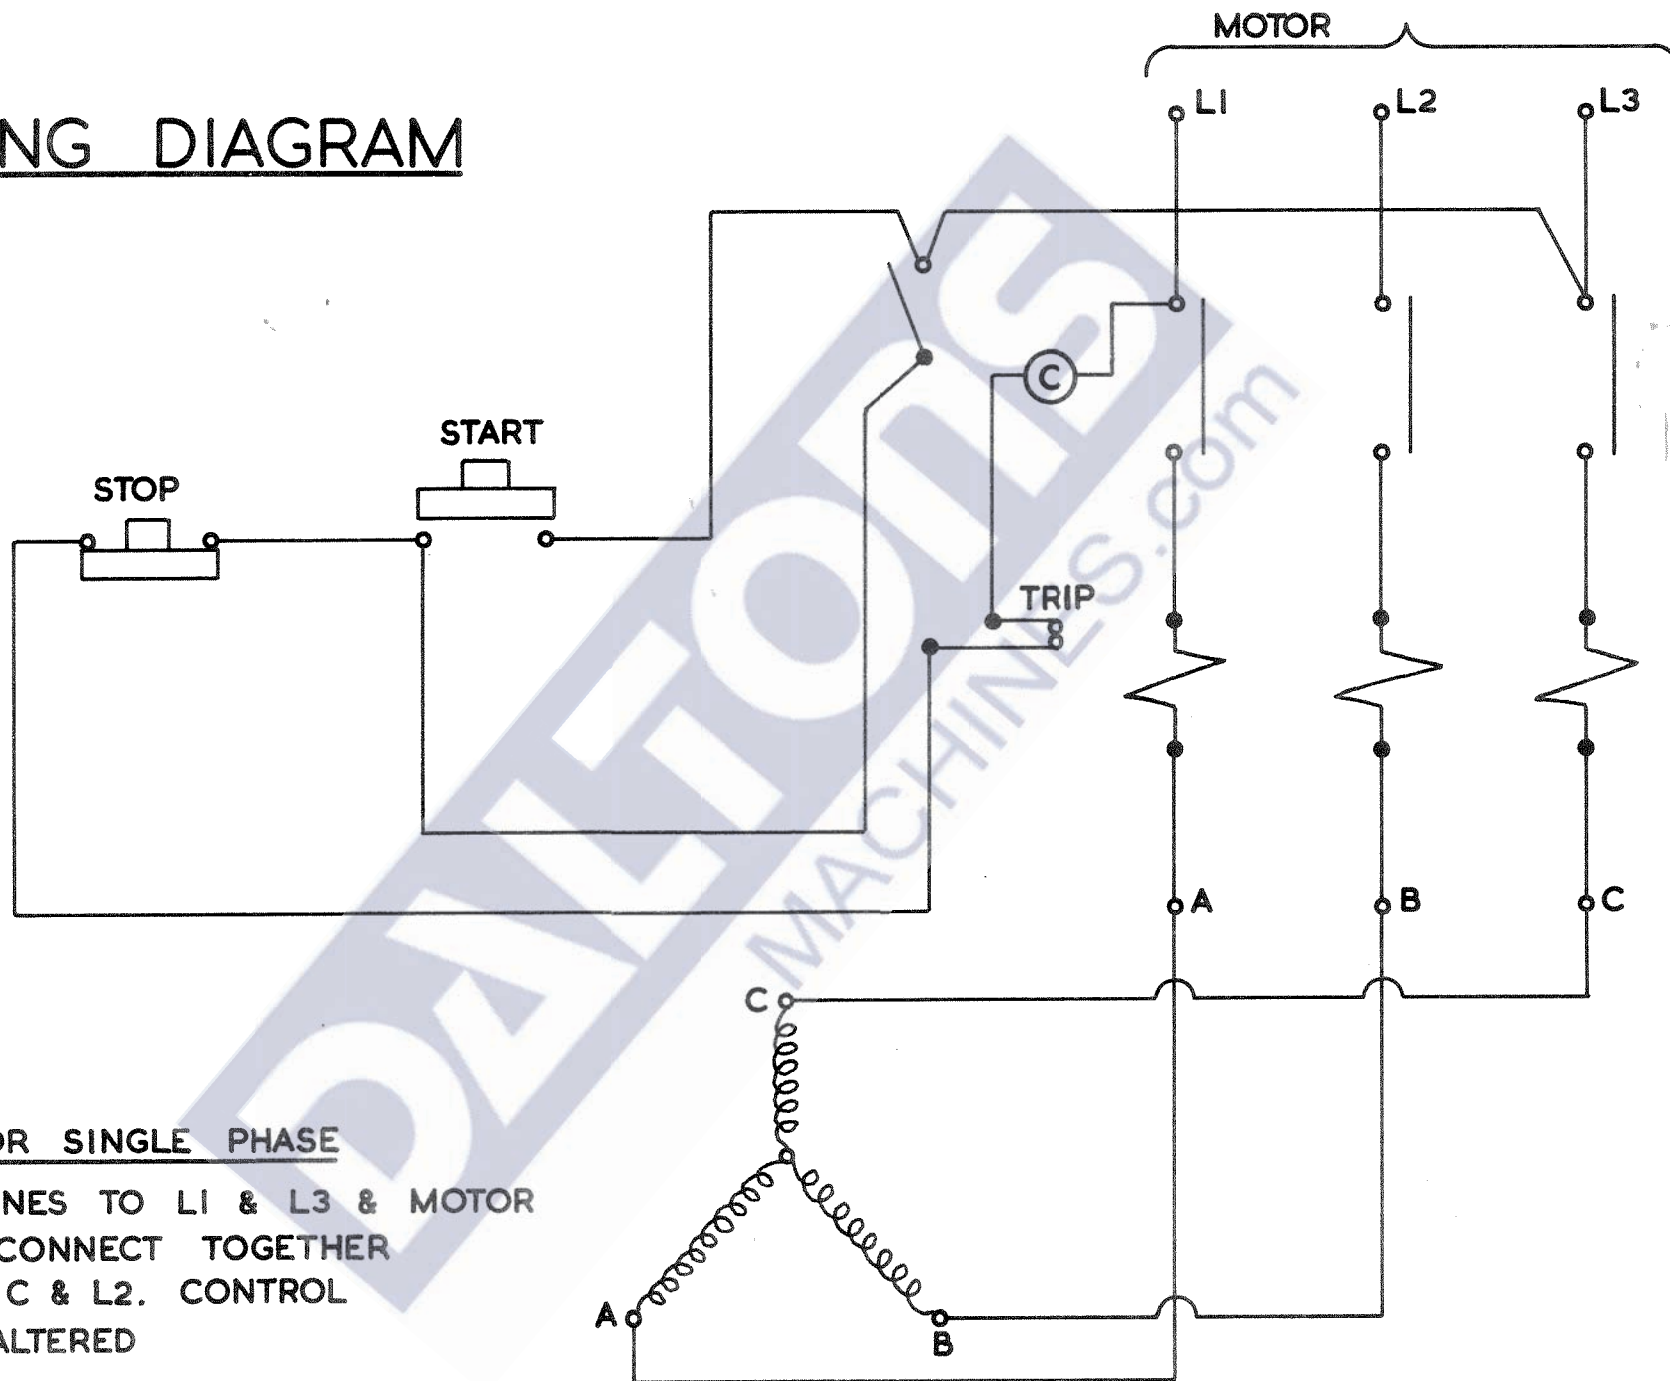 MOTOR
L1 L2 L3
NG DIAGRAM
C
START
STOP
TRIP
A B C
C
OR SINGLE PHASE
NES TO L1 & L3 & MOTOR
CONNECT TOGETHER
C & L2. CONTROL
ALTERED
A
B
DALTONS
MACHINES.com